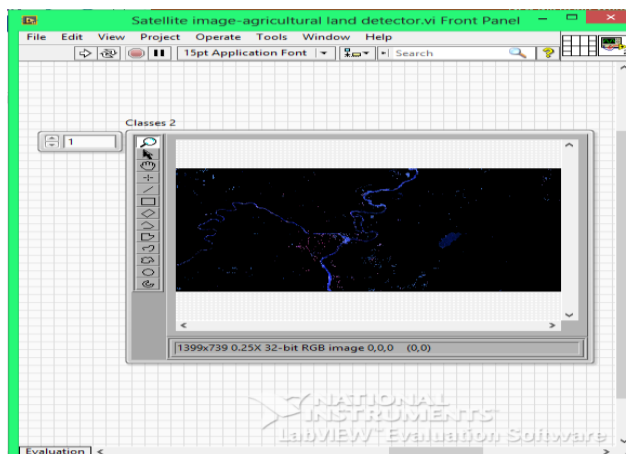 Satellite image-agricultural land detector.vi Front Panel
File Edit View Project Operate Tools Window Help
15pt Application Font Search
Classes 2
1
1399x739 0.25X 32-bit RGB image 0,0,0 (0,0)
NATIONAL
INSTRUMENTS
LabVIEW Evaluation Software
Evaluation